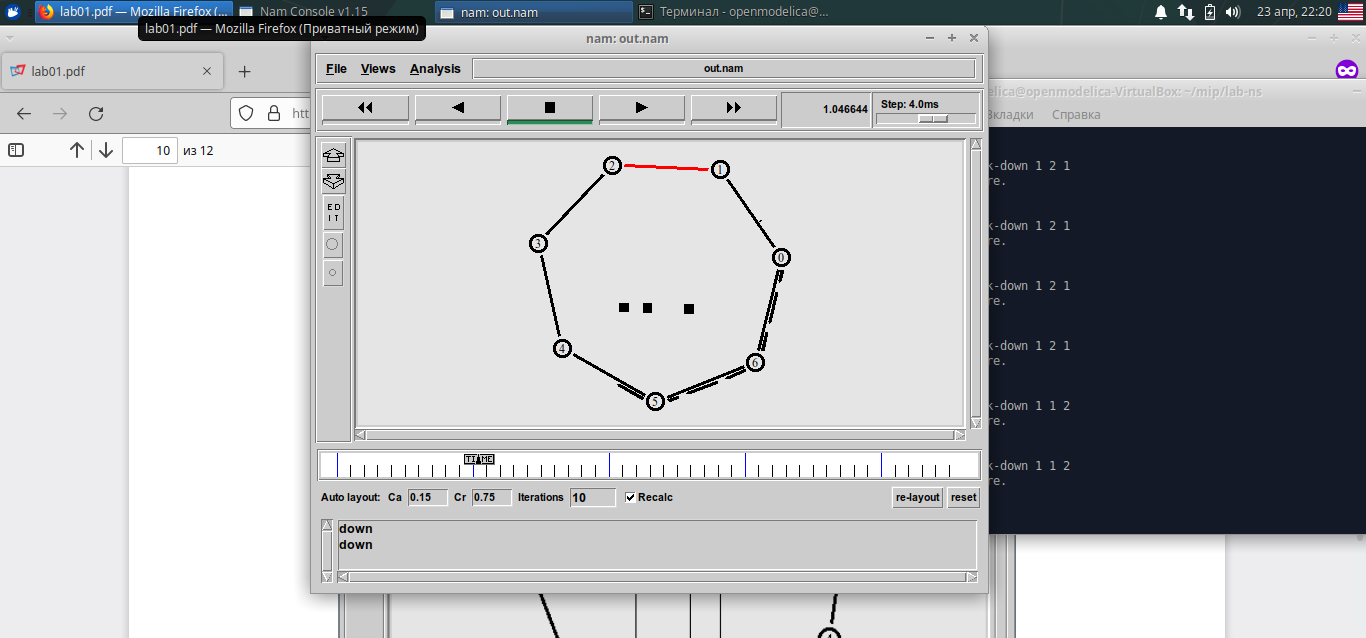 lab01.pdf — Mozilla Firefox (...
Nam Console v1.15
nam: out.nam
Терминал - openmodelica@...
23 апр, 22:20
lab01.pdf — Mozilla Firefox (Приватный режим)
nam: out.nam
lab01.pdf
File Views Analysis
out.nam
1.046644
Step: 4.0ms
htt
10 из 12
elica@openmodelica-VirtualBox: ~/mip/lab-ns
Вкладки Справка
ED
IT
2
1
3
0
4
6
5
k-down 1 2 1
re.
k-down 1 2 1
re.
k-down 1 2 1
re.
k-down 1 2 1
re.
k-down 1 1 2
re.
k-down 1 1 2
re.
TIME
Auto layout: Ca 0.15 Cr 0.75 Iterations 10 Recalc
re-layout reset
down
down